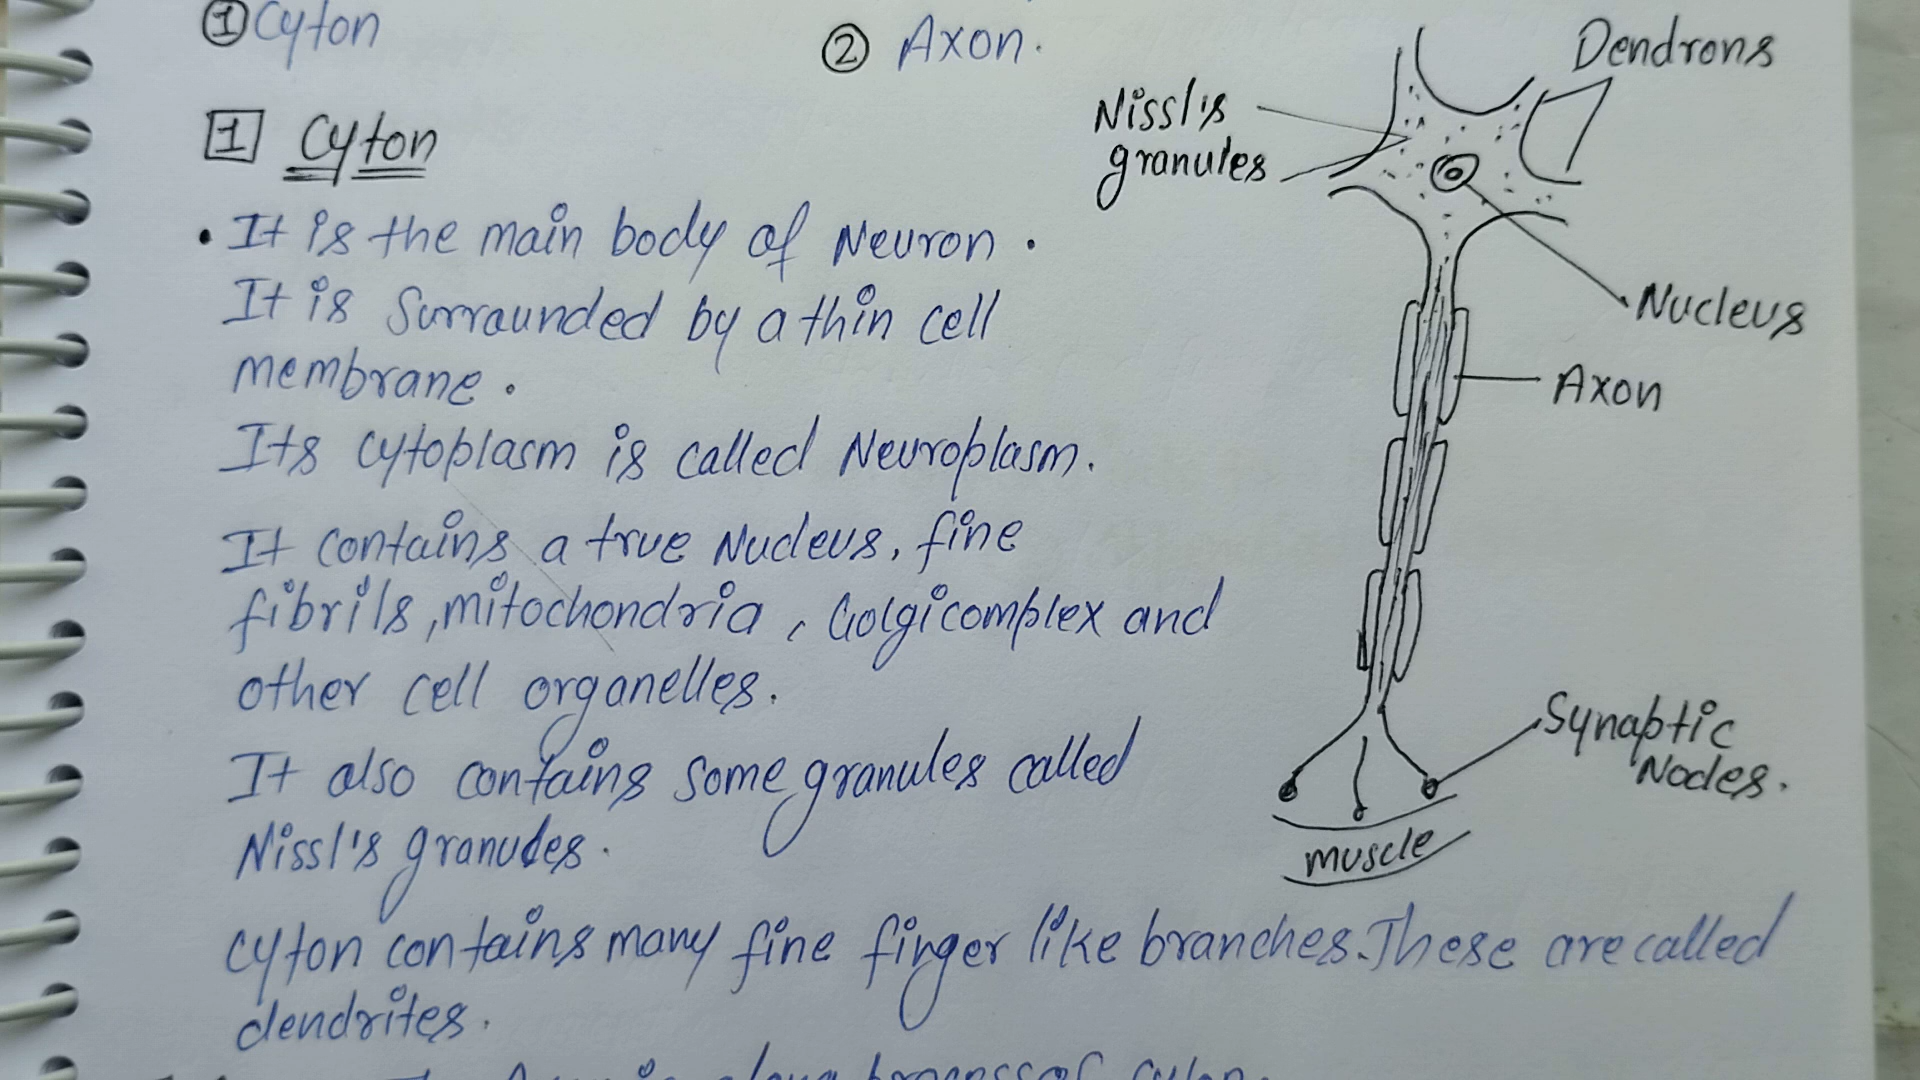 ① Cyton
② Axon.
Dendrons
Nissl's
granules
1 Cyton
• It is the main body of Neuron.
It is Surraunded by a thin cell
membrane.
Nucleus
Axon
Its cytoplasm is called Neuroplasm.
It contains a true Nucleus, fine
fibrils, mitochondria, Golgi complex and
other cell organelles.
Synaptic
Nodes.
It also contains some granules called
Nissl's granules.
muscle
Cyton contains many fine finger like branches. These are called
dendrites.